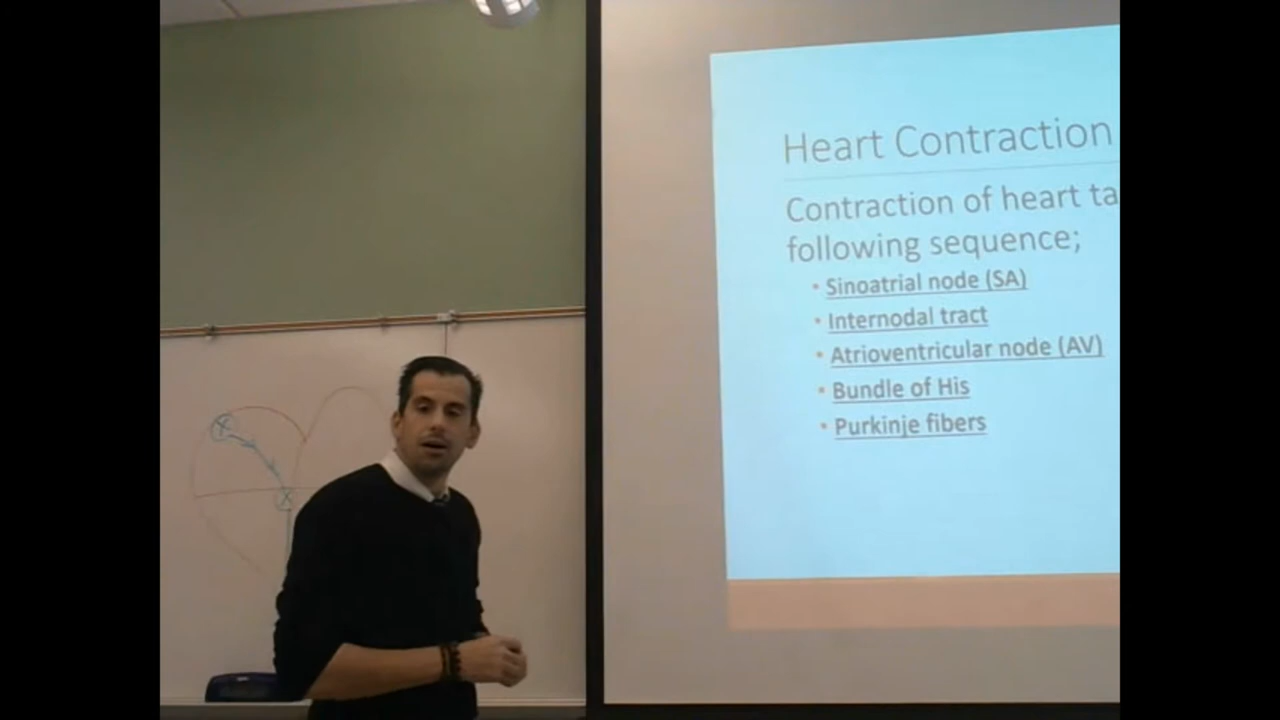 Heart Contraction
Contraction of heart ta
following sequence;
• Sinoatrial node (SA)
• Internodal tract
• Atrioventricular node (AV)
• Bundle of His
• Purkinje fibers
X
X